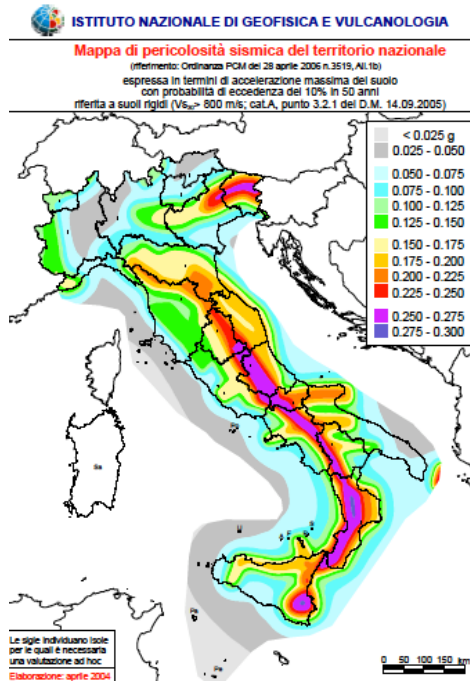 ISTITUTO NAZIONALE DI GEOFISICA E VULCANOLOGIA
Mappa di pericolosità sismica del territorio nazionale
(riferimento: Ordinanza PCM del 28 aprile 2006 n.3519, All.1b)
espressa in termini di accelerazione massima del suolo
con probabilità di eccedenza del 10% in 50 anni
riferita a suoli rigidi (Vs₃₀> 800 m/s; cat.A, punto 3.2.1 del D.M. 14.09.2005)
< 0.025 g
0.025 - 0.050
0.050 - 0.075
0.075 - 0.100
0.100 - 0.125
0.125 - 0.150
0.150 - 0.175
0.175 - 0.200
0.200 - 0.225
0.225 - 0.250
0.250 - 0.275
0.275 - 0.300
Sa
U
Pa
Pe
Le sigle individuano isole
per le quali è necessaria
una valutazione ad hoc
Elaborazione: aprile 2004
0 50 100 150 km